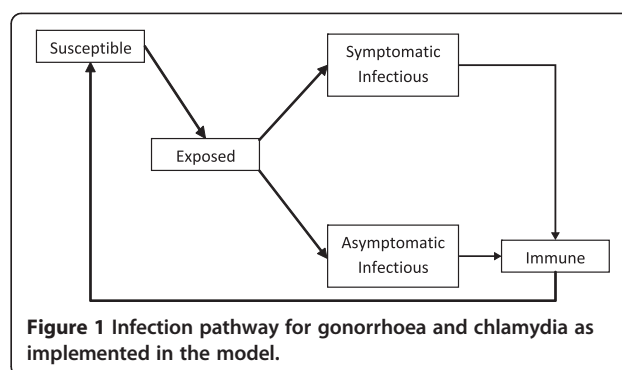 Susceptible
Symptomatic
Infectious
Exposed
Asymptomatic
Infectious
Immune
Figure 1 Infection pathway for gonorrhoea and chlamydia as
implemented in the model.